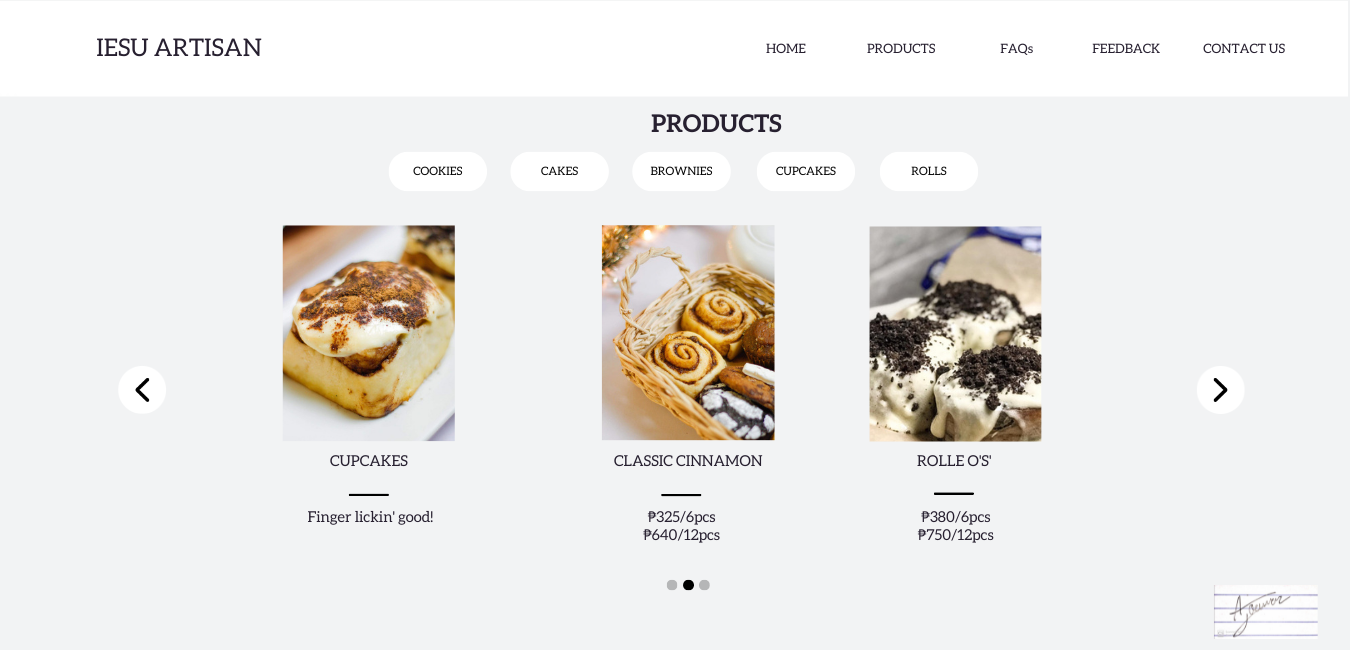 IESU ARTISAN
HOME PRODUCTS FAQs FEEDBACK CONTACT US
PRODUCTS
COOKIES CAKES BROWNIES CUPCAKES ROLLS
CUPCAKES
Finger lickin' good!
CLASSIC CINNAMON
₱325/6pcs
₱640/12pcs
ROLLE O'S'
₱380/6pcs
₱750/12pcs